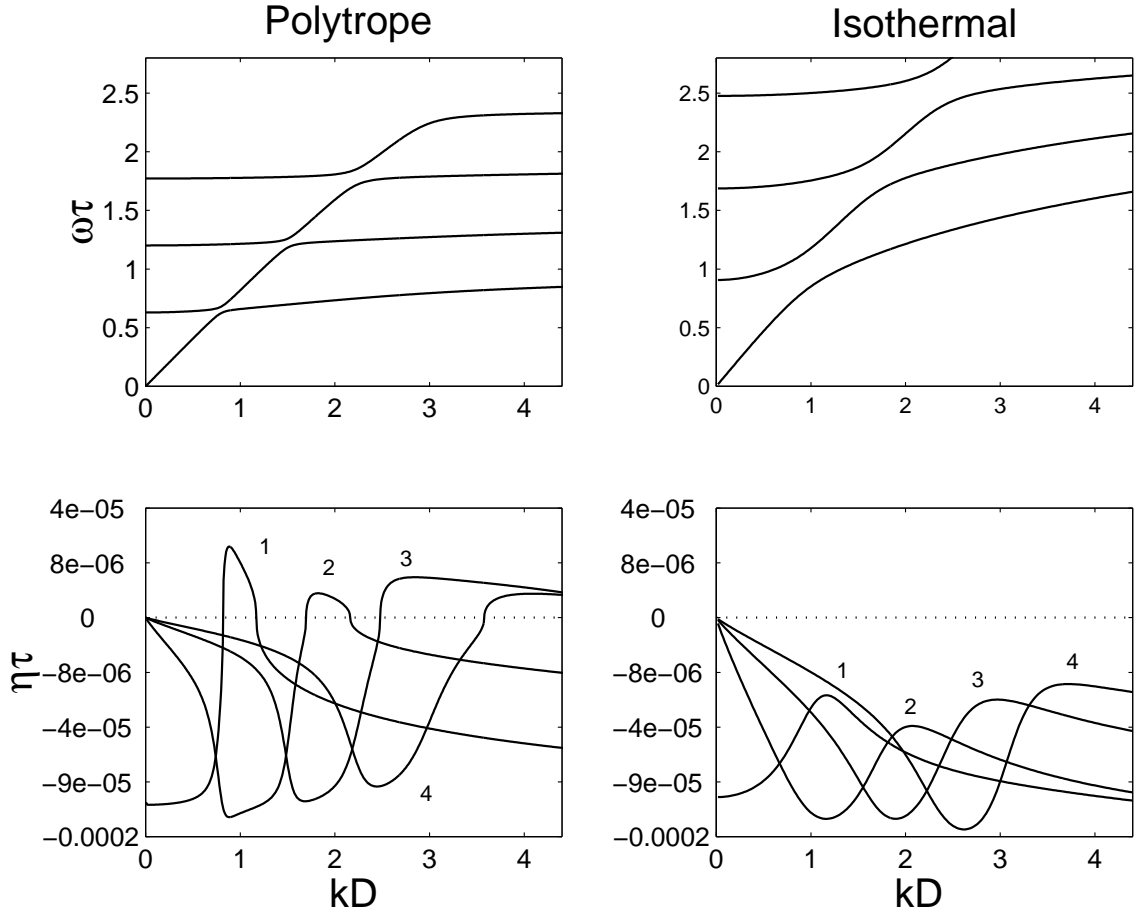 Polytrope Isothermal
2.5 2.5
2 2
ωτ 1.5 1.5
1 1
0.5 0.5
0 0
0 1 2 3 4 0 1 2 3 4
4e−05 4e−05
8e−06 1 2 3 8e−06
0 0
ητ −8e−06 −8e−06 1 2 3 4
−4e−05 −4e−05
−9e−05 4 −9e−05
−0.0002 −0.0002
0 1 2 3 4 0 1 2 3 4
kD kD